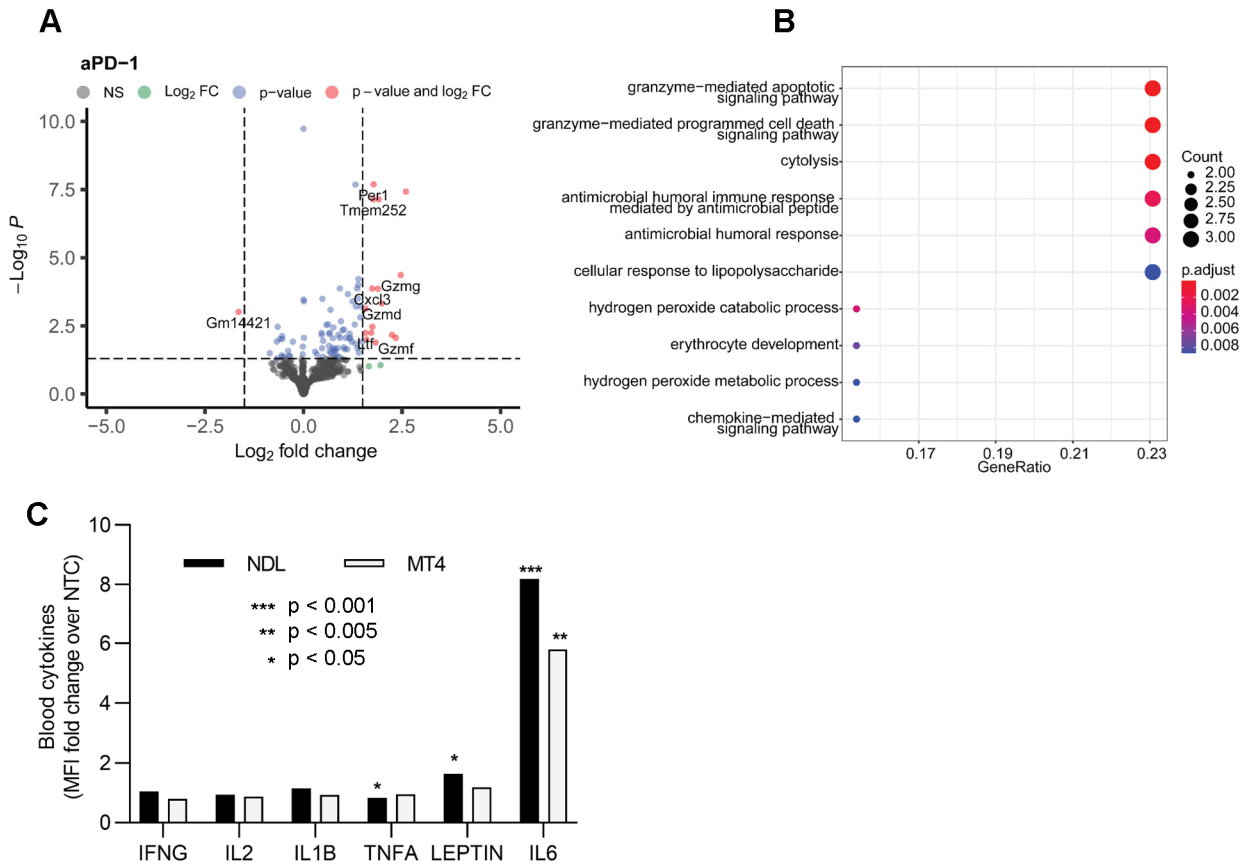 A
aPD−1
NS Log2 FC p−value p − value and log2 FC
−Log10 P
10.0
7.5
5.0
2.5
0.0
Per1
Tmem252
Gzmg
Cxcl3
Gzmd
Gm14421
Ltf
Gzmf
−5.0 −2.5 0.0 2.5 5.0
Log2 fold change
B
granzyme−mediated apoptotic
signaling pathway
granzyme−mediated programmed cell death
signaling pathway
cytolysis
antimicrobial humoral immune response
mediated by antimicrobial peptide
antimicrobial humoral response
cellular response to lipopolysaccharide
hydrogen peroxide catabolic process
erythrocyte development
hydrogen peroxide metabolic process
chemokine−mediated
signaling pathway
0.17 0.19 0.21 0.23
GeneRatio
Count
2.00
2.25
2.50
2.75
3.00
p.adjust
0.002
0.004
0.006
0.008
C
Blood cytokines
(MFI fold change over NTC)
10
8
6
4
2
0
NDL MT4
*** p < 0.001
** p < 0.005
* p < 0.05
*
*
***
**
IFNG IL2 IL1B TNFA LEPTIN IL6